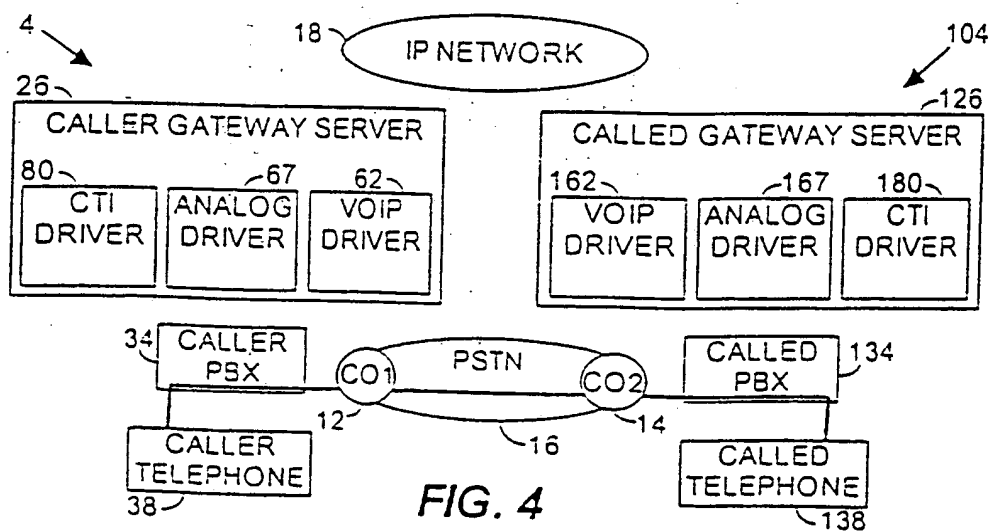 4
18
IP NETWORK
104
26
CALLER GATEWAY SERVER
80
CTI
DRIVER
67
ANALOG
DRIVER
62
VOIP
DRIVER
126
CALLED GATEWAY SERVER
162
VOIP
DRIVER
167
ANALOG
DRIVER
180
CTI
DRIVER
34
CALLER
PBX
CO1
12
PSTN
16
CO2
14
CALLED
PBX
134
CALLER
TELEPHONE
38
CALLED
TELEPHONE
138
FIG. 4